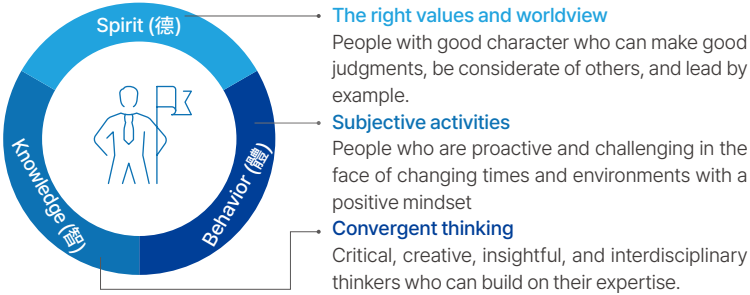 Spirit (德)
The right values and worldview
People with good character who can make good
judgments, be considerate of others, and lead by
example.
Subjective activities
People who are proactive and challenging in the
face of changing times and environments with a
positive mindset
Knowledge (智)
Behavior (體)
Convergent thinking
Critical, creative, insightful, and interdisciplinary
thinkers who can build on their expertise.